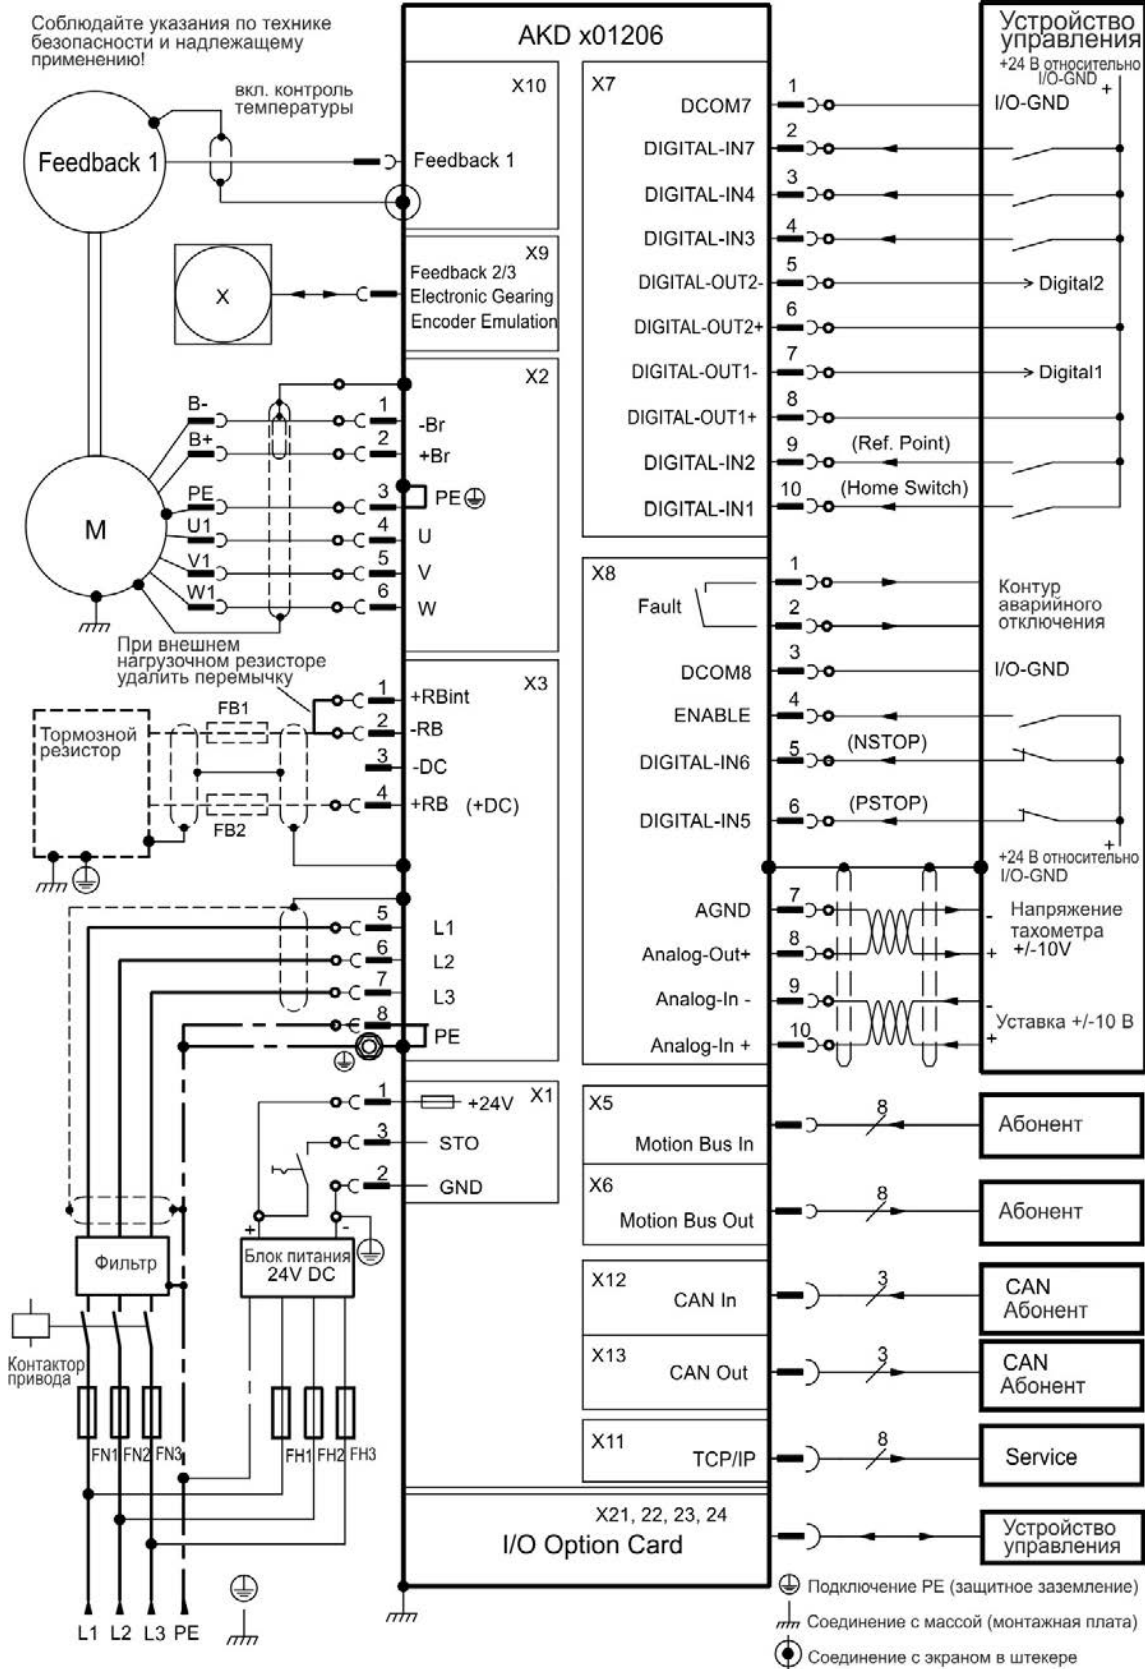 Соблюдайте указания по технике
безопасности и надлежащему
применению!
AKD x01206
Устройство
управления
+24 В относительно
I/O-GND
+
вкл. контроль
температуры
Feedback 1
X10
Feedback 1
X9
Feedback 2/3
Electronic Gearing
Encoder Emulation
X
X2
B-
1
-Br
B+
2
+Br
PE
3
PE
M
U1
4
U
V1
5
V
W1
6
W
При внешнем
нагрузочном резисторе
удалить перемычку
X3
1
+RBint
2
-RB
3
-DC
4
+RB
(+DC)
FB1
FB2
Тормозной
резистор
5
L1
6
L2
7
L3
8
PE
X1
1
+24V
3
STO
2
GND
+
-
Блок питания
24V DC
Фильтр
Контактор
привода
FN1
FN2
FN3
FH1
FH2
FH3
L1
L2
L3
PE
X7
DCOM7
1
I/O-GND
DIGITAL-IN7
2
DIGITAL-IN4
3
DIGITAL-IN3
4
DIGITAL-OUT2-
5
Digital2
DIGITAL-OUT2+
6
DIGITAL-OUT1-
7
Digital1
DIGITAL-OUT1+
8
DIGITAL-IN2
9
(Ref. Point)
DIGITAL-IN1
10
(Home Switch)
X8
Fault
1
2
Контур
аварийного
отключения
DCOM8
3
I/O-GND
ENABLE
4
DIGITAL-IN6
5
(NSTOP)
DIGITAL-IN5
6
(PSTOP)
+
+24 В относительно
I/O-GND
AGND
7
-
Analog-Out+
8
+
Напряжение
тахометра
+/-10V
Analog-In -
9
-
Analog-In +
10
+
Уставка +/-10 В
X5
Motion Bus In
8
Абонент
X6
Motion Bus Out
8
Абонент
X12
CAN In
3
CAN
Абонент
X13
CAN Out
3
CAN
Абонент
X11
TCP/IP
8
Service
X21, 22, 23, 24
I/O Option Card
Устройство
управления
Подключение PE (защитное заземление)
Соединение с массой (монтажная плата)
Соединение с экраном в штекере